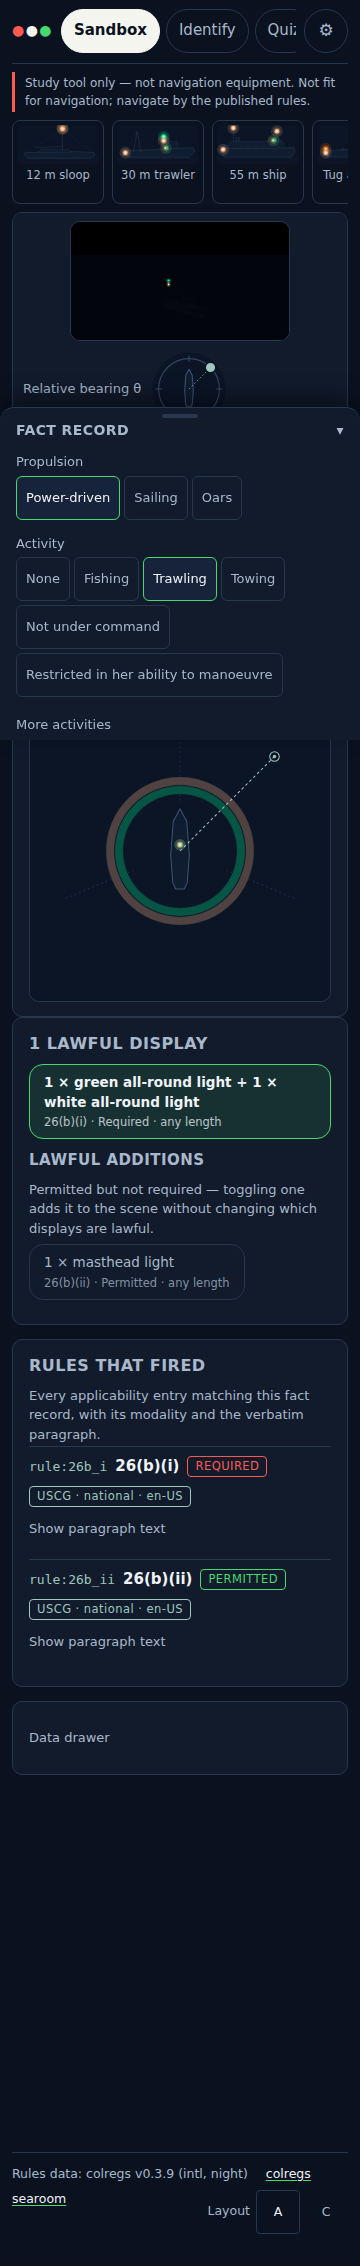 Sandbox Identify Quiz ⚙
Study tool only — not navigation equipment. Not fit
for navigation; navigate by the published rules.
12 m sloop 30 m trawler 55 m ship Tug
Relative bearing θ
FACT RECORD ▾
Propulsion
Power-driven Sailing Oars
Activity
None Fishing Trawling Towing
Not under command
Restricted in her ability to manoeuvre
More activities
1 LAWFUL DISPLAY
1 × green all-round light + 1 ×
white all-round light
26(b)(i) · Required · any length
LAWFUL ADDITIONS
Permitted but not required — toggling one
adds it to the scene without changing which
displays are lawful.
1 × masthead light
26(b)(ii) · Permitted · any length
RULES THAT FIRED
Every applicability entry matching this fact
record, with its modality and the verbatim
paragraph.
rule:26b_i 26(b)(i) REQUIRED
USCG · national · en-US
Show paragraph text
rule:26b_ii 26(b)(ii) PERMITTED
USCG · national · en-US
Show paragraph text
Data drawer
Rules data: colregs v0.3.9 (intl, night) colregs
searoom
Layout A C